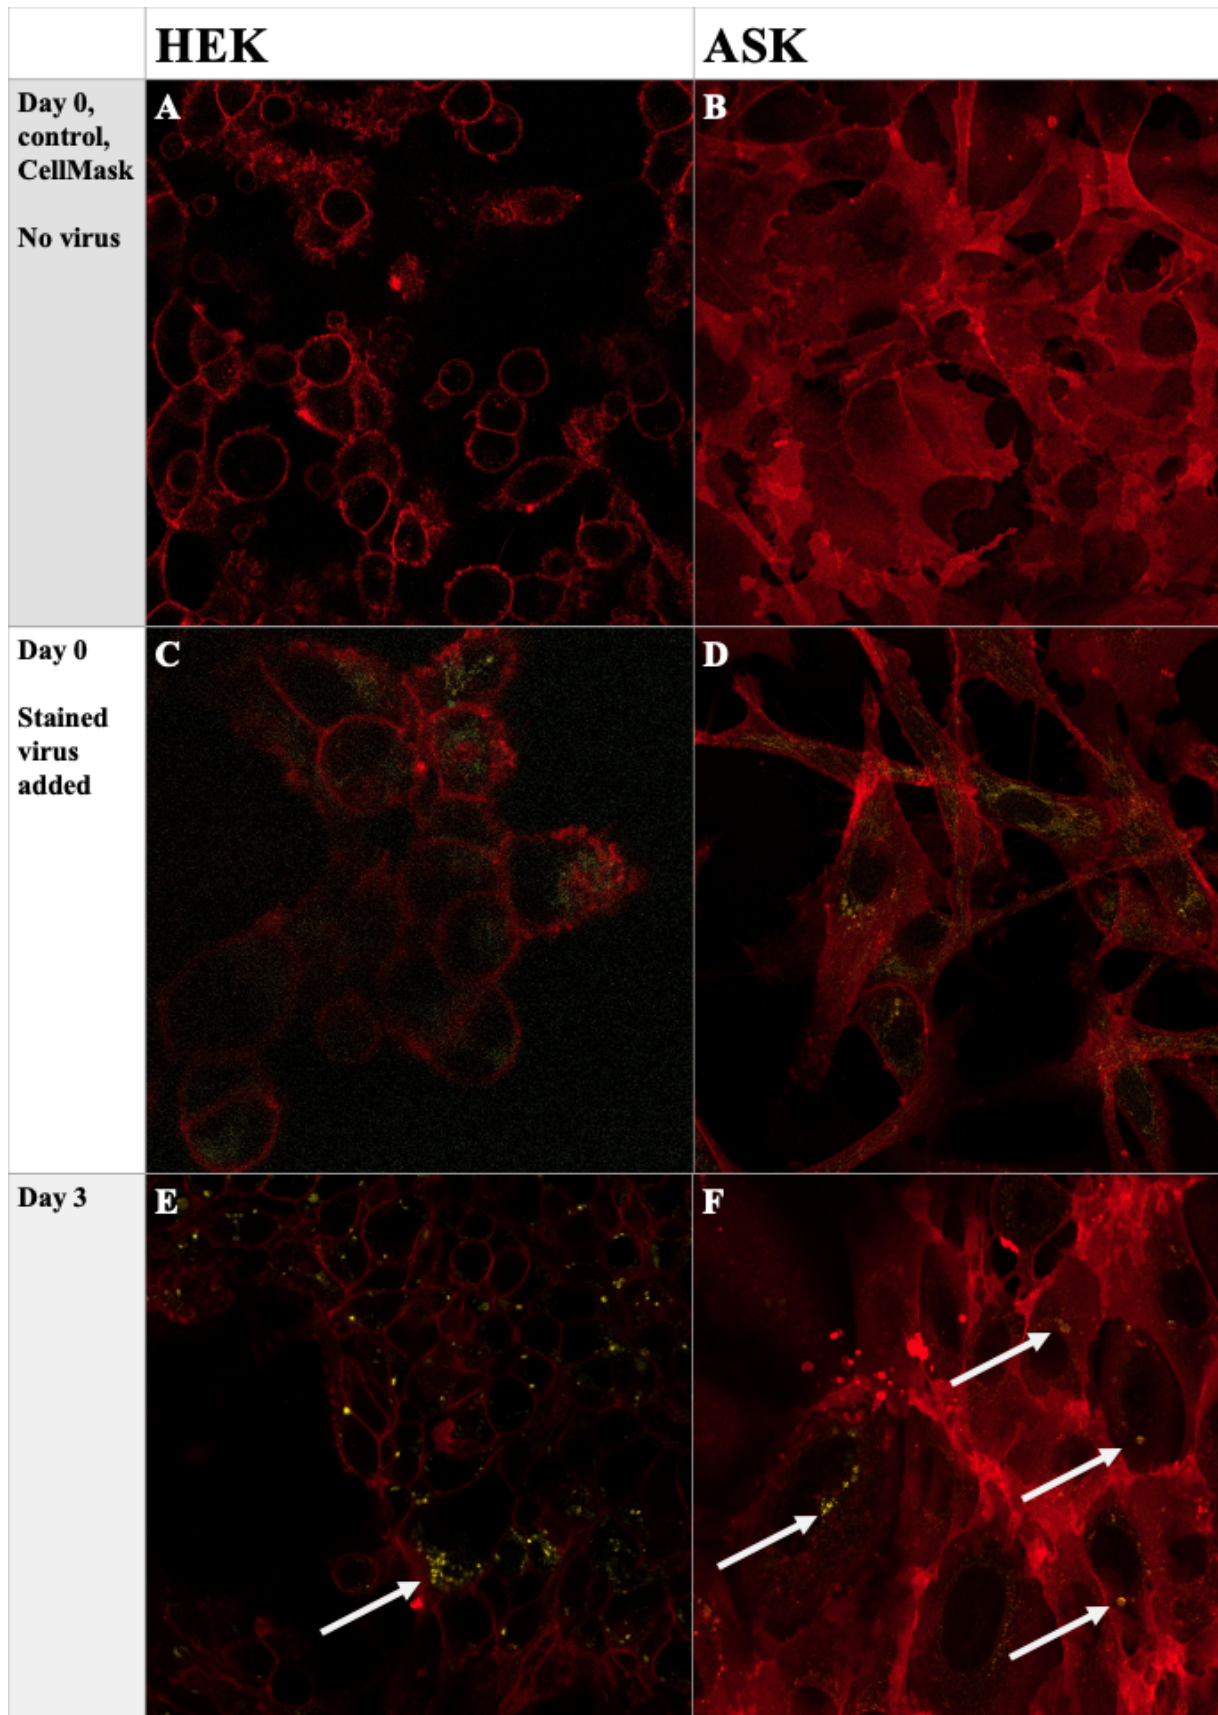 HEK
ASK
Day 0,
control,
CellMask
No virus
A
B
Day 0
Stained
virus
added
C
D
Day 3
E
F